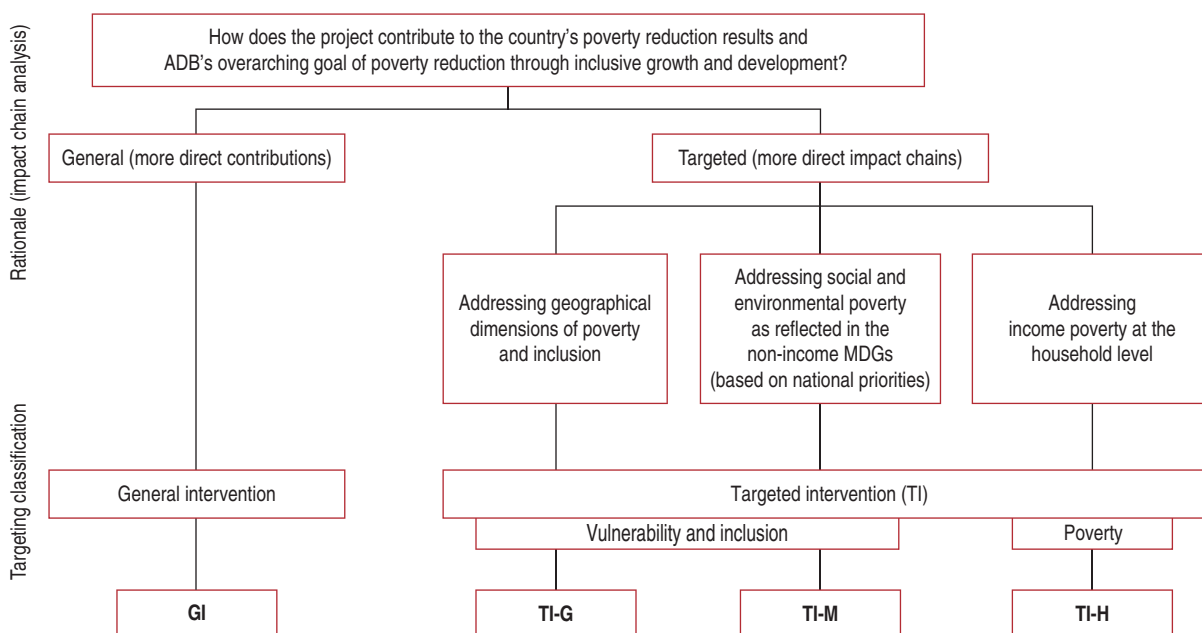 How does the project contribute to the country's poverty reduction results and
ADB's overarching goal of poverty reduction through inclusive growth and development?
Rationale (impact chain analysis)
General (more direct contributions)
Targeted (more direct impact chains)
Addressing geographical
dimensions of poverty
and inclusion
Addressing social and
environmental poverty
as reflected in the
non-income MDGs
(based on national priorities)
Addressing
income poverty at the
household level
Targeting classification
General intervention
Targeted intervention (TI)
Vulnerability and inclusion
Poverty
GI
TI-G
TI-M
TI-H